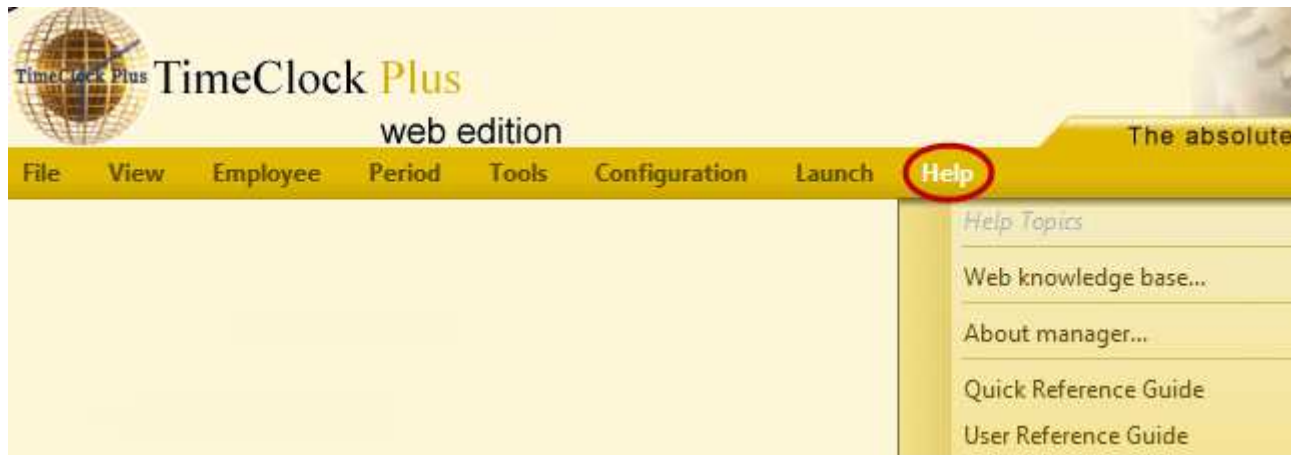 TimeClock Plus
TimeClock Plus
web edition
The absolute
File View Employee Period Tools Configuration Launch Help
Help Topics
Web knowledge base...
About manager...
Quick Reference Guide
User Reference Guide